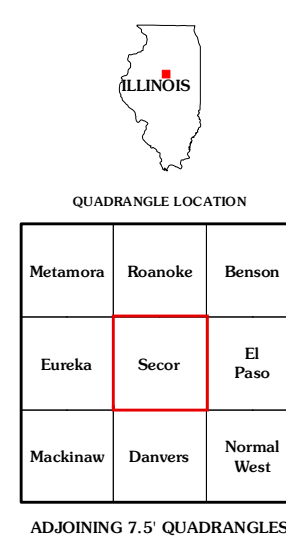 ILLINOIS
QUADRANGLE LOCATION
Metamora Roanoke Benson
Eureka Secor El Paso
Mackinaw Danvers Normal West
ADJOINING 7.5' QUADRANGLES